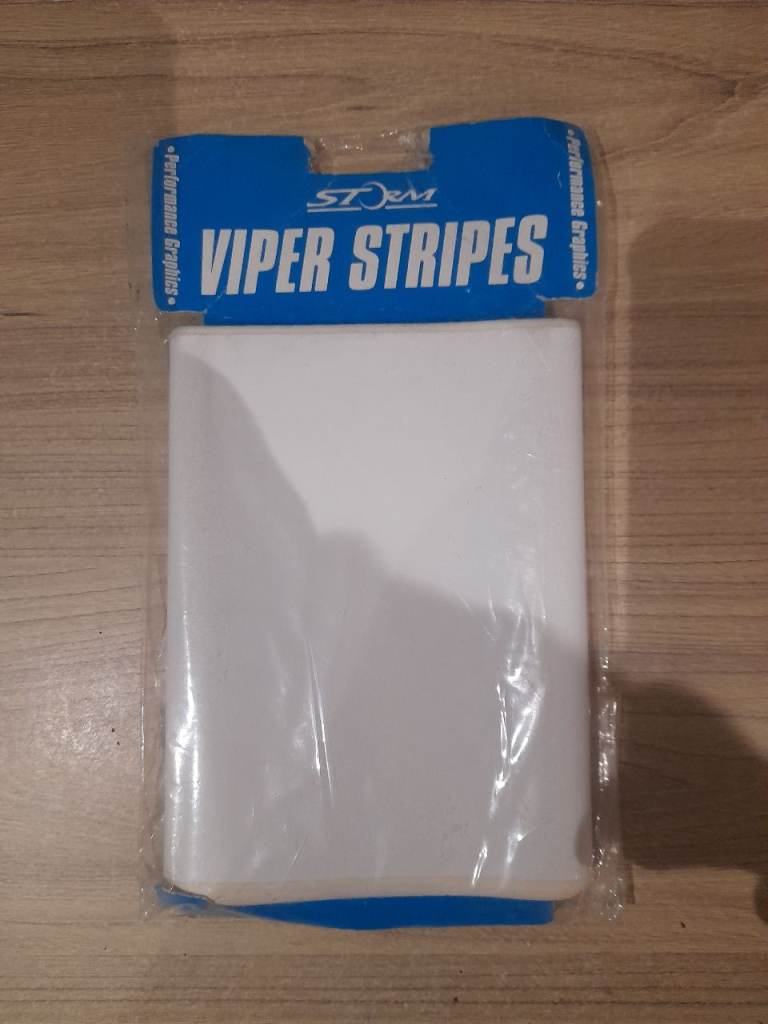 STORM
VIPER STRIPES
• Performance Graphics •
• Performance Graphics •